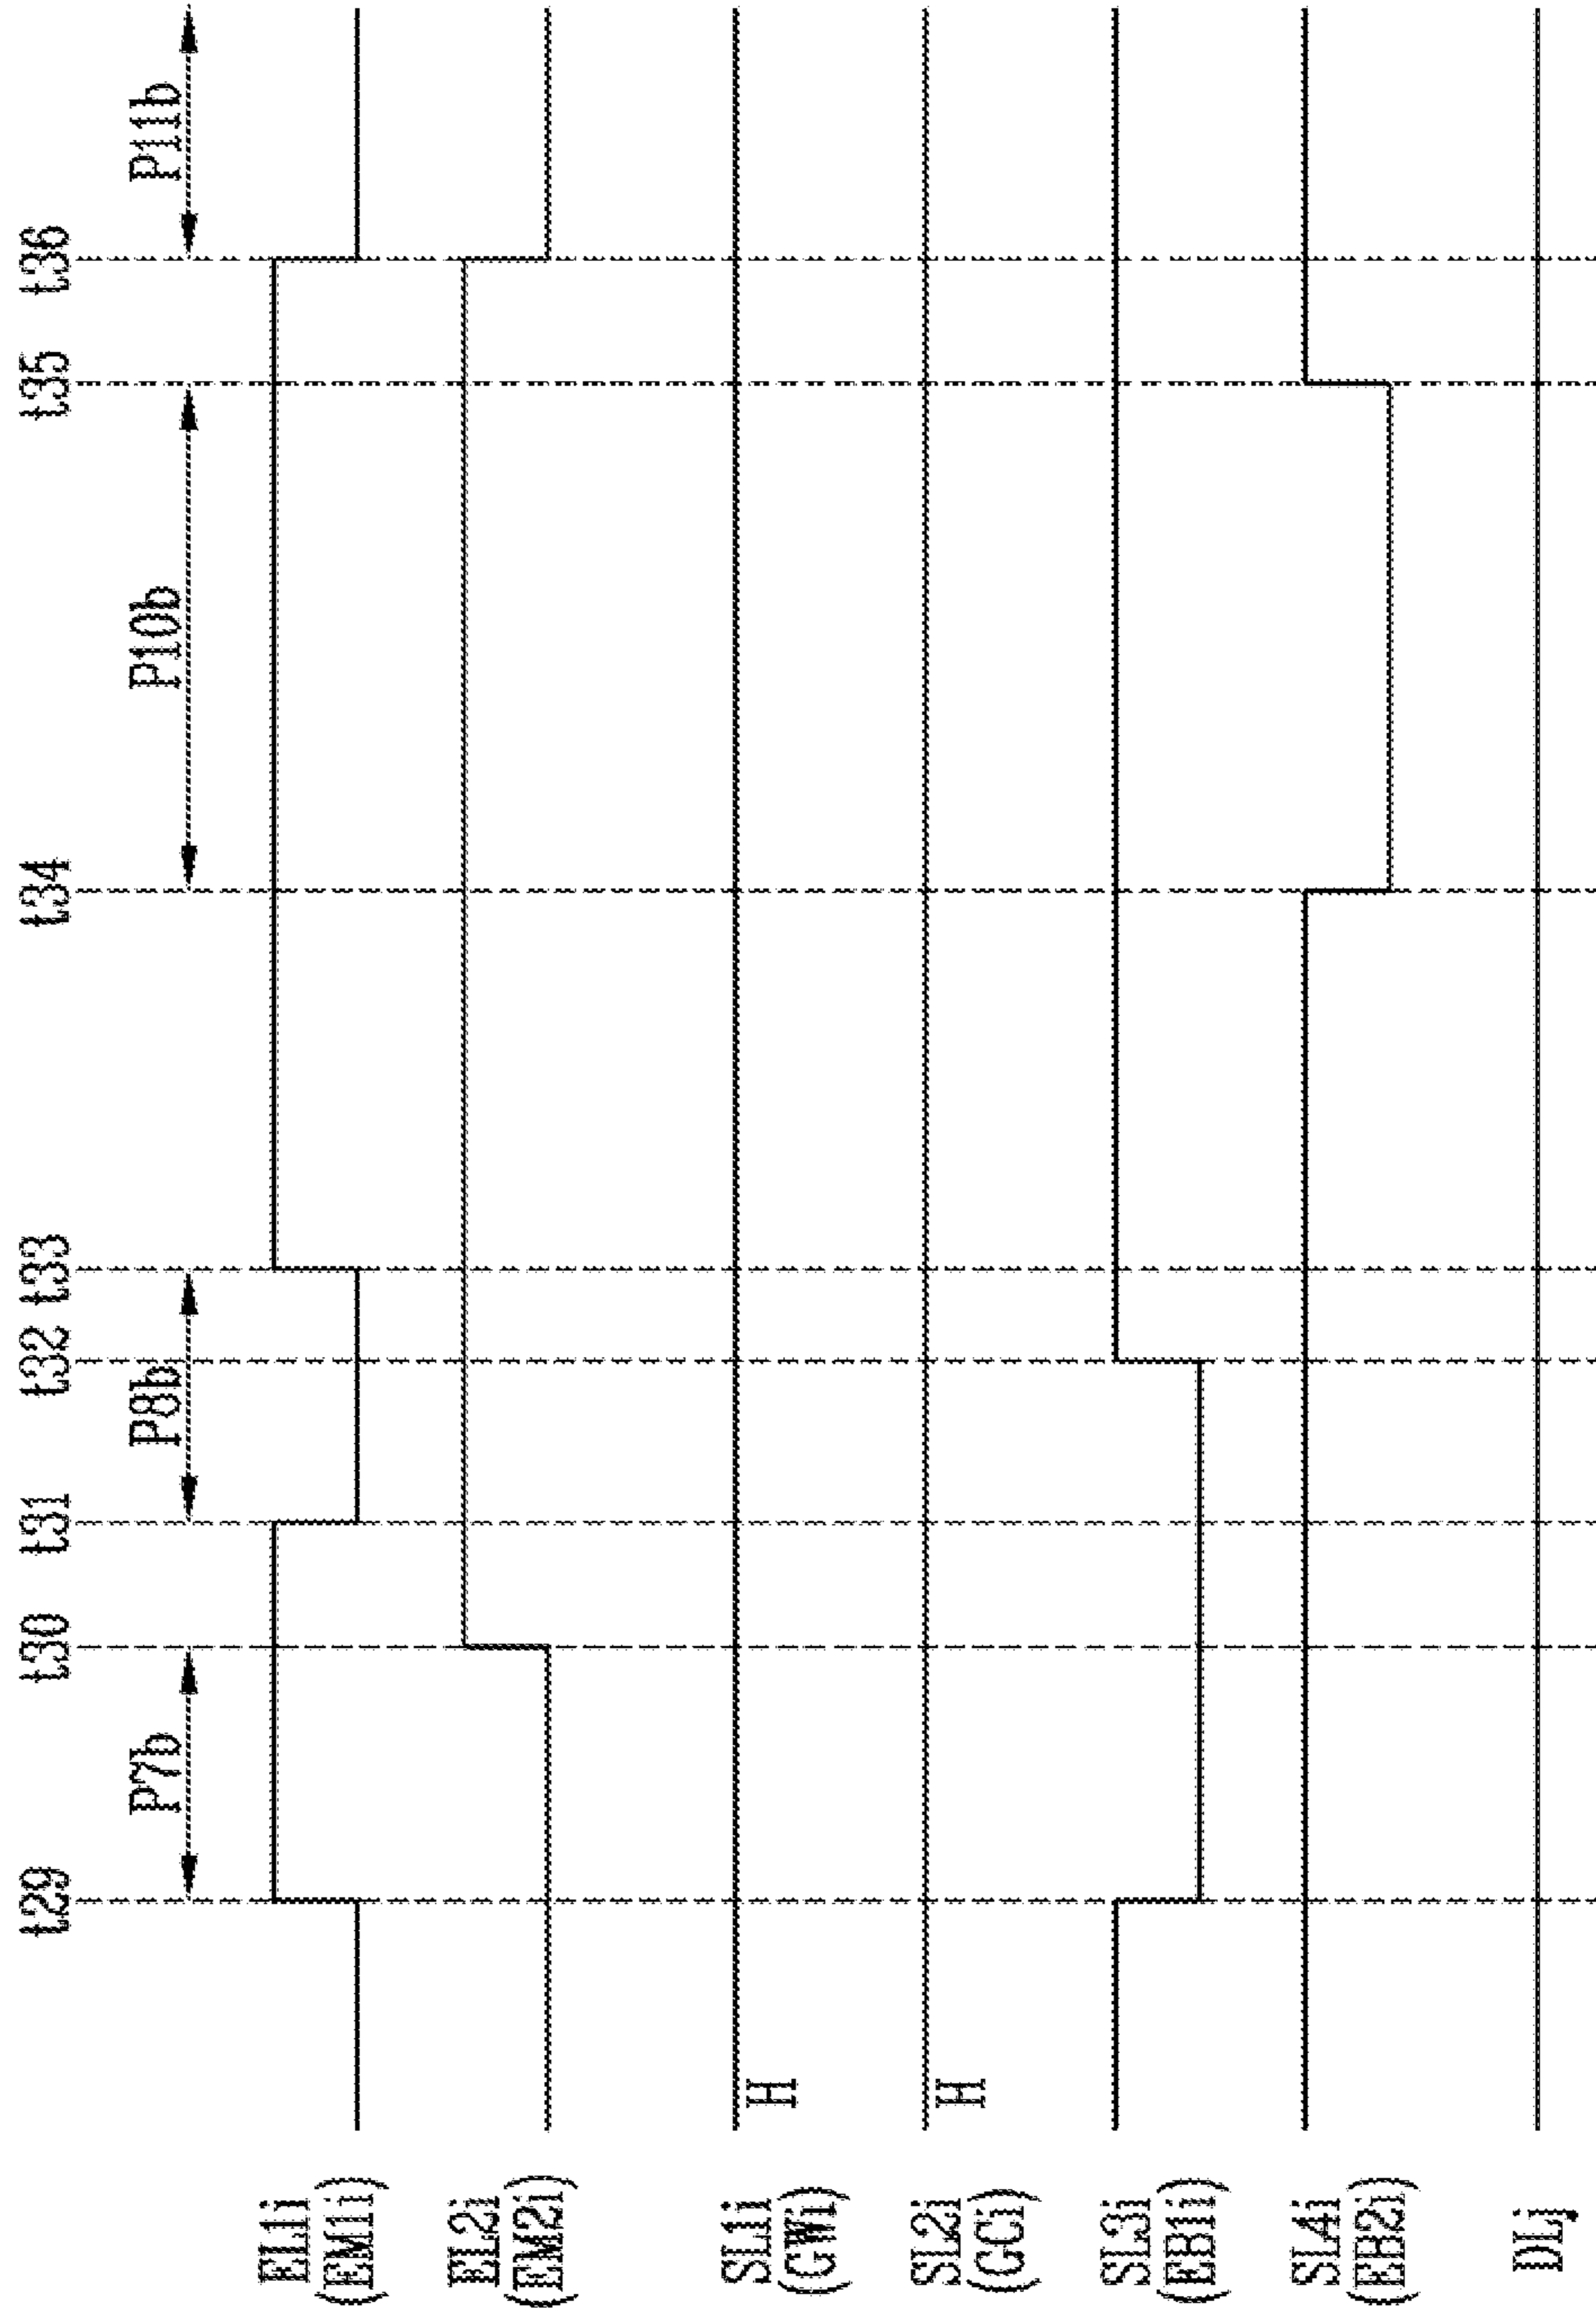 t29 t30 t31 t32 t33 t34 t35 t36
P7b P8b P10b P11b
EL1i
(EM1i)
EL2i
(EM2i)
SL1i
(GWi)
H
SL2i
(GCi)
H
SL3i
(EB1i)
SL4i
(EB2i)
DLj